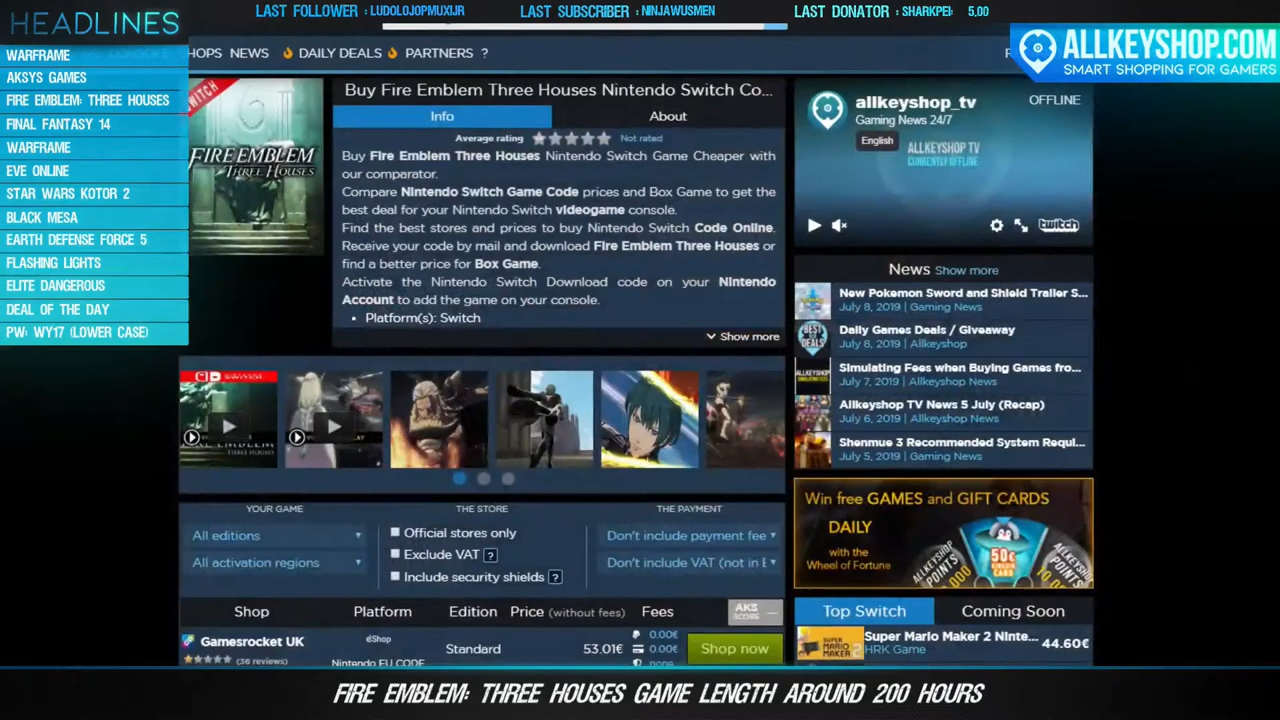 HEADLINES
LAST FOLLOWER : LUDOLOJOPMUXIJR
LAST SUBSCRIBER : NINJAWUSMEN
LAST DONATOR : SHARKPEI: 5,00
ALLKEYSHOP.COM
SMART SHOPPING FOR GAMERS
WARFRAME
AKSYS GAMES
FIRE EMBLEM: THREE HOUSES
FINAL FANTASY 14
WARFRAME
EVE ONLINE
STAR WARS KOTOR 2
BLACK MESA
EARTH DEFENSE FORCE 5
FLASHING LIGHTS
ELITE DANGEROUS
DEAL OF THE DAY
PW: WY17 (LOWER CASE)
HOPS NEWS DAILY DEALS PARTNERS ?
SWITCH
FIRE EMBLEM
THREE HOUSES
Buy Fire Emblem Three Houses Nintendo Switch Co...
Info About
Average rating Not rated
Buy Fire Emblem Three Houses Nintendo Switch Game Cheaper with
our comparator.
Compare Nintendo Switch Game Code prices and Box Game to get the
best deal for your Nintendo Switch videogame console.
Find the best stores and prices to buy Nintendo Switch Code Online.
Receive your code by mail and download Fire Emblem Three Houses or
find a better price for Box Game.
Activate the Nintendo Switch Download code on your Nintendo
Account to add the game on your console.
• Platform(s): Switch
Show more
allkeyshop_tv OFFLINE
Gaming News 24/7
English
ALLKEYSHOP TV
CURRENTLY OFFLINE
twitch
News Show more
New Pokemon Sword and Shield Trailer S...
July 8, 2019 | Gaming News
Daily Games Deals / Giveaway
July 8, 2019 | Allkeyshop
Simulating Fees when Buying Games fro...
July 7, 2019 | Allkeyshop News
Allkeyshop TV News 5 July (Recap)
July 6, 2019 | Allkeyshop News
Shenmue 3 Recommended System Requi...
July 5, 2019 | Gaming News
Win free GAMES and GIFT CARDS
DAILY
with the
Wheel of Fortune
50€
YOUR GAME THE STORE THE PAYMENT
All editions
All activation regions
Official stores only
Exclude VAT ?
Include security shields ?
Don't include payment fee
Don't include VAT (not in E
Shop Platform Edition Price (without fees) Fees AKS SCORE
Gamesrocket UK
(36 reviews)
eShop
Nintendo EU CODE
Standard
53.01€
0.00€
0.00€
none
Shop now
Top Switch Coming Soon
Super Mario Maker 2 Ninte...
HRK Game
44.60€
FIRE EMBLEM: THREE HOUSES GAME LENGTH AROUND 200 HOURS